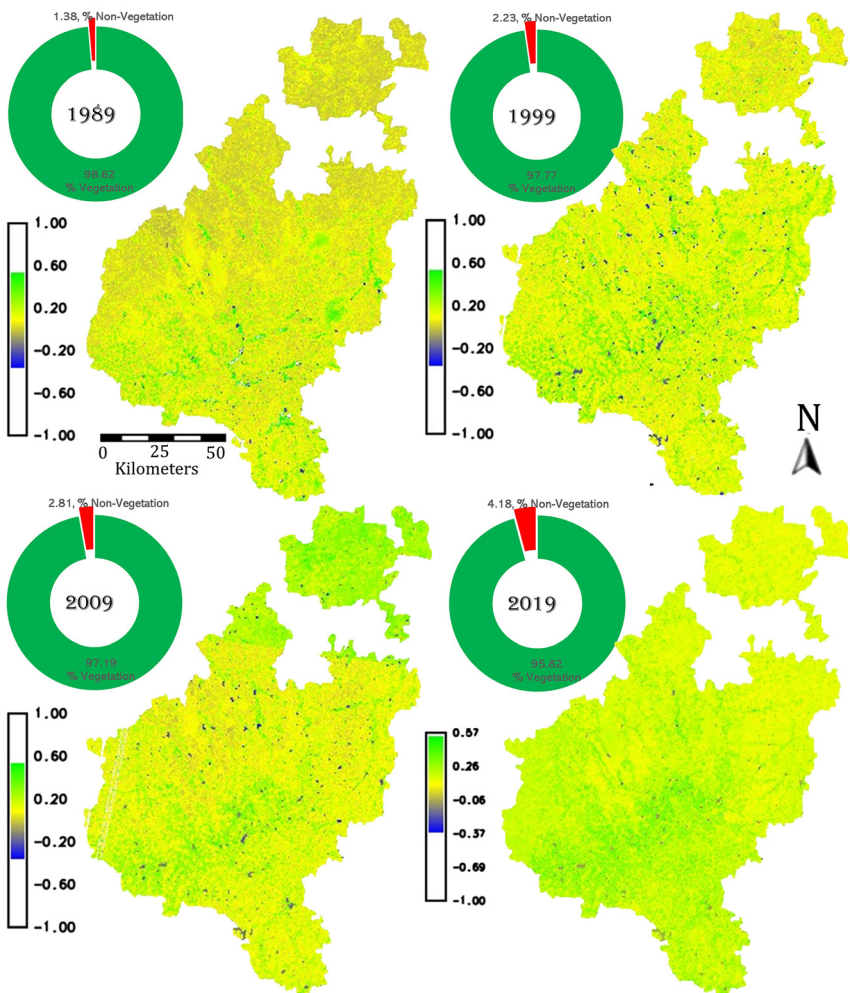 1.38, % Non-Vegetation
1989
98.62
% Vegetation
1.00
0.60
0.20
-0.20
-0.60
-1.00
0 25 50
Kilometers
2.23, % Non-Vegetation
1999
97.77
% Vegetation
1.00
0.60
0.20
-0.20
-0.60
-1.00
N
2.81, % Non-Vegetation
2009
97.19
% Vegetation
1.00
0.60
0.20
-0.20
-0.60
-1.00
4.18, % Non-Vegetation
2019
95.82
% Vegetation
0.57
0.26
-0.06
-0.37
-0.69
-1.00